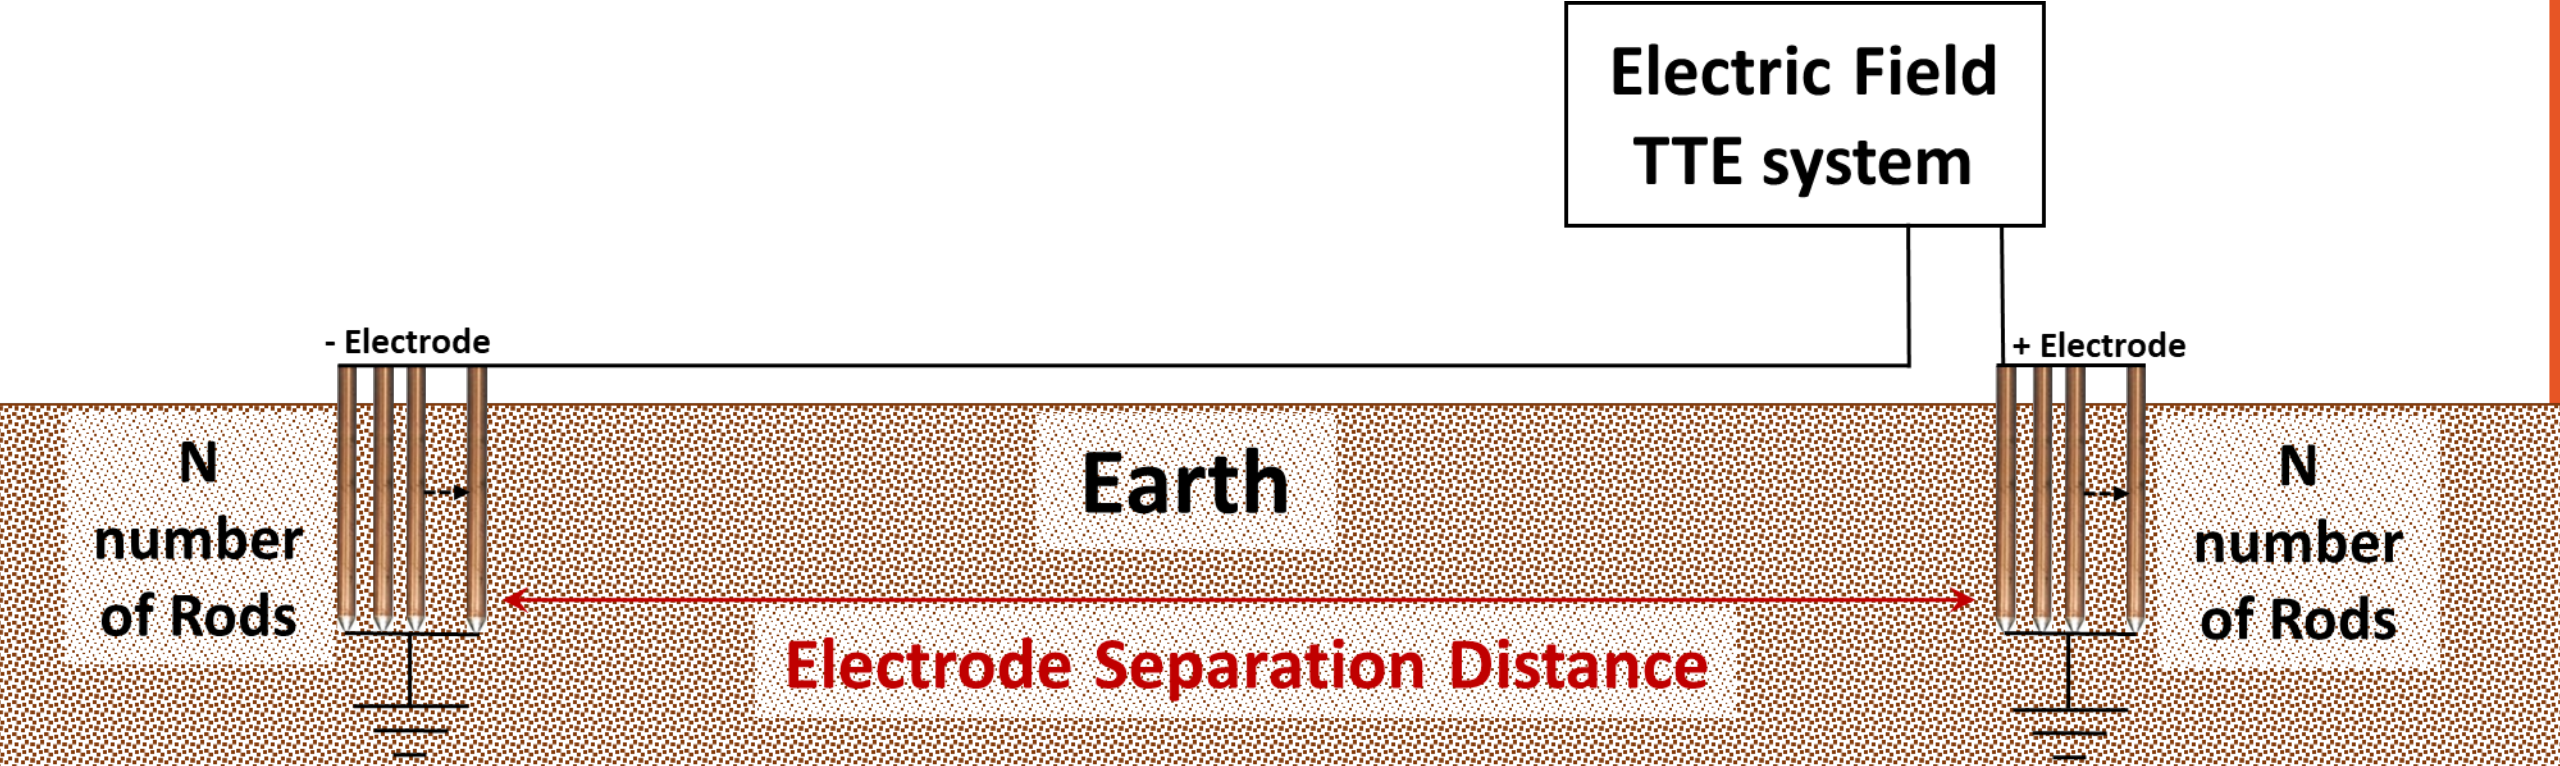 Electric Field
TTE system
- Electrode
+ Electrode
N
number
of Rods
Earth
N
number
of Rods
Electrode Separation Distance